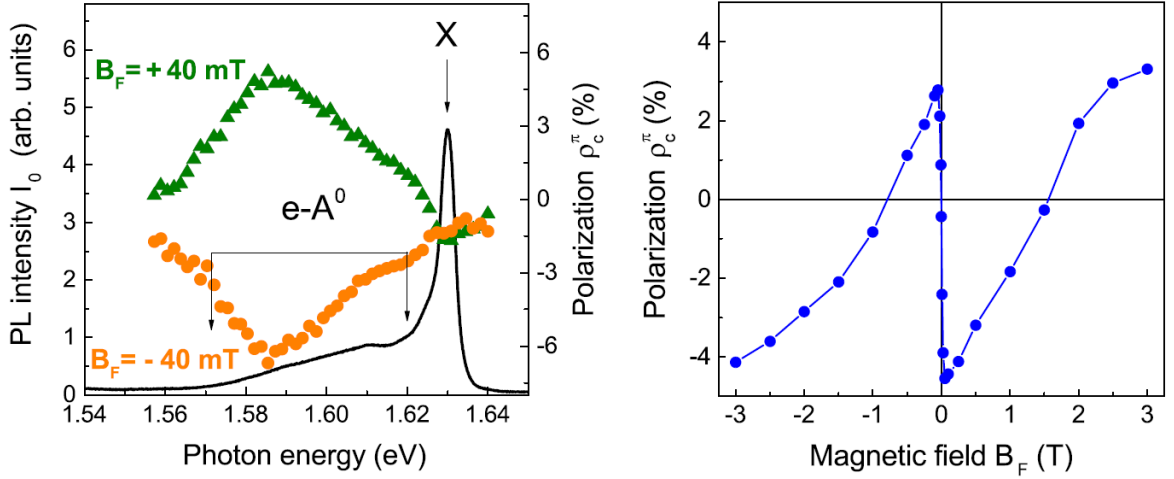 X
B_F = + 40 mT
e-A^0
B_F = - 40 mT
PL intensity I_0 (arb. units)
6
5
4
3
2
1
0
1.54 1.56 1.58 1.60 1.62 1.64
Photon energy (eV)
6
3
0
-3
-6
Polarization ρ_c^π (%)
Polarization ρ_c^π (%)
4
2
0
-2
-4
-3 -2 -1 0 1 2 3
Magnetic field B_F (T)